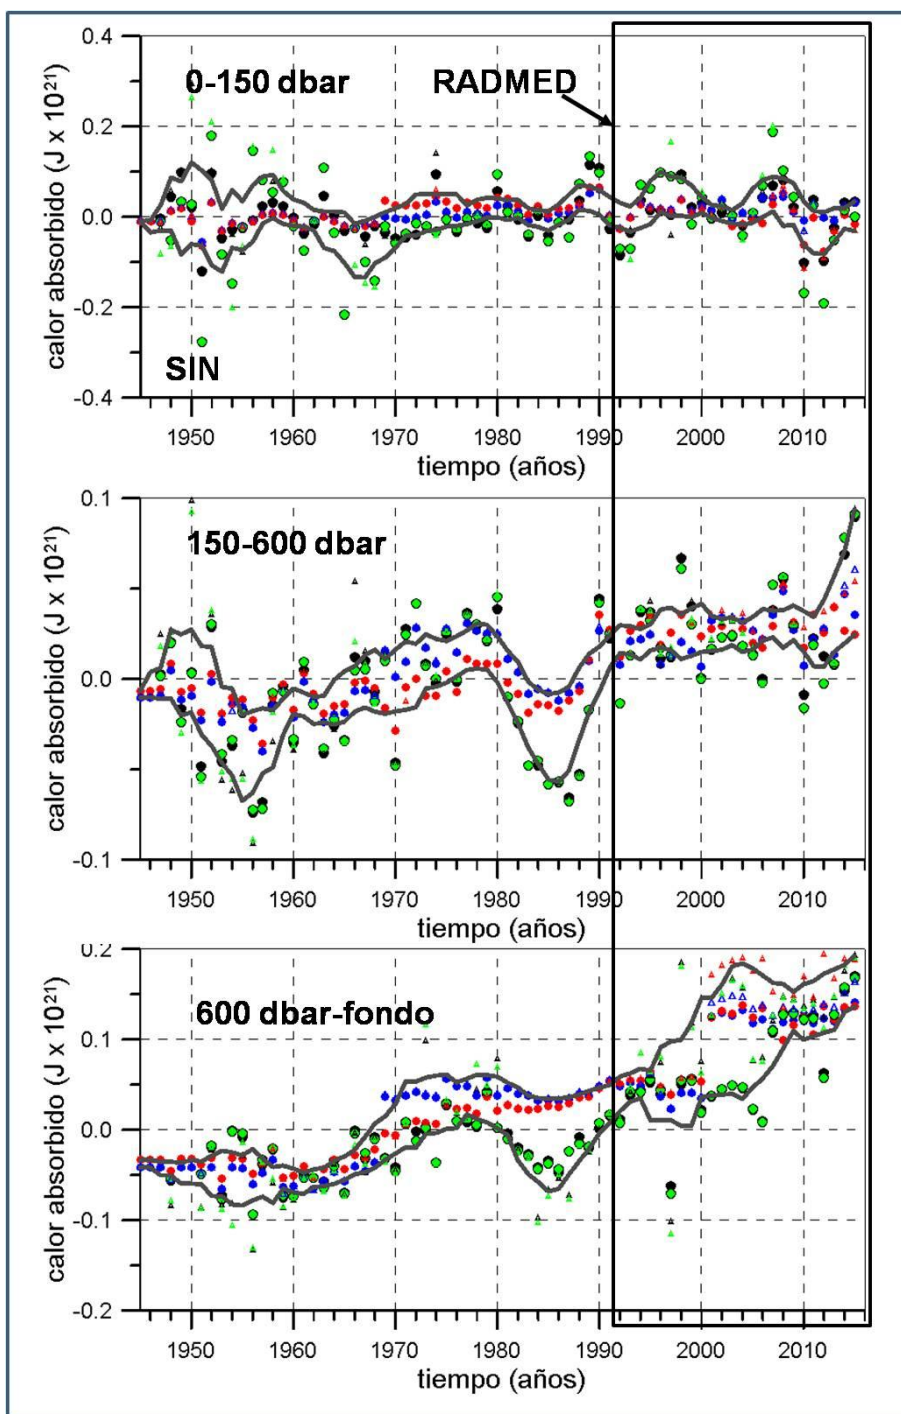 0.4
0-150 dbar
RADMED
0.2
0.0
-0.2
SIN
-0.4
calor absorbido (J x 10²¹)
1950 1960 1970 1980 1990 2000 2010
tiempo (años)
0.1
150-600 dbar
0.0
-0.1
calor absorbido (J x 10²¹)
1950 1960 1970 1980 1990 2000 2010
tiempo (años)
0.2
600 dbar-fondo
0.1
0.0
-0.1
-0.2
calor absorbido (J x 10²¹)
1950 1960 1970 1980 1990 2000 2010
tiempo (años)